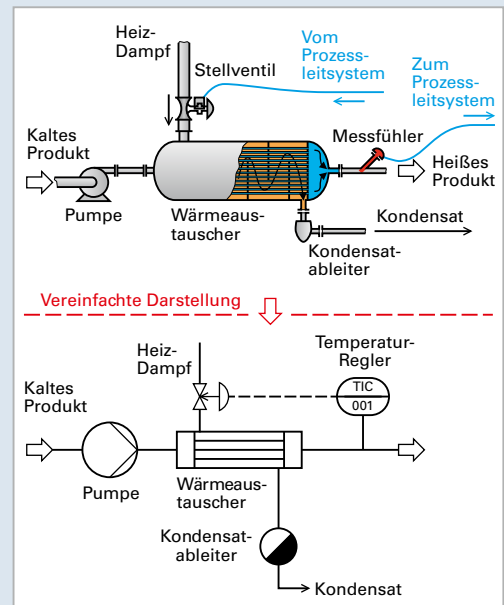 Heiz-
Dampf
Vom
Prozess-
leitsystem
Zum
Prozess-
leitsystem
Stellventil
Kaltes
Produkt
Messfühler
Heißes
Produkt
Pumpe
Wärmeaus-
tauscher
Kondensat
Kondensat-
ableiter
Vereinfachte Darstellung
Heiz-
Dampf
Temperatur-
Regler
Kaltes
Produkt
TIC
001
Pumpe
Wärmeaus-
tauscher
Kondensat-
ableiter
Kondensat